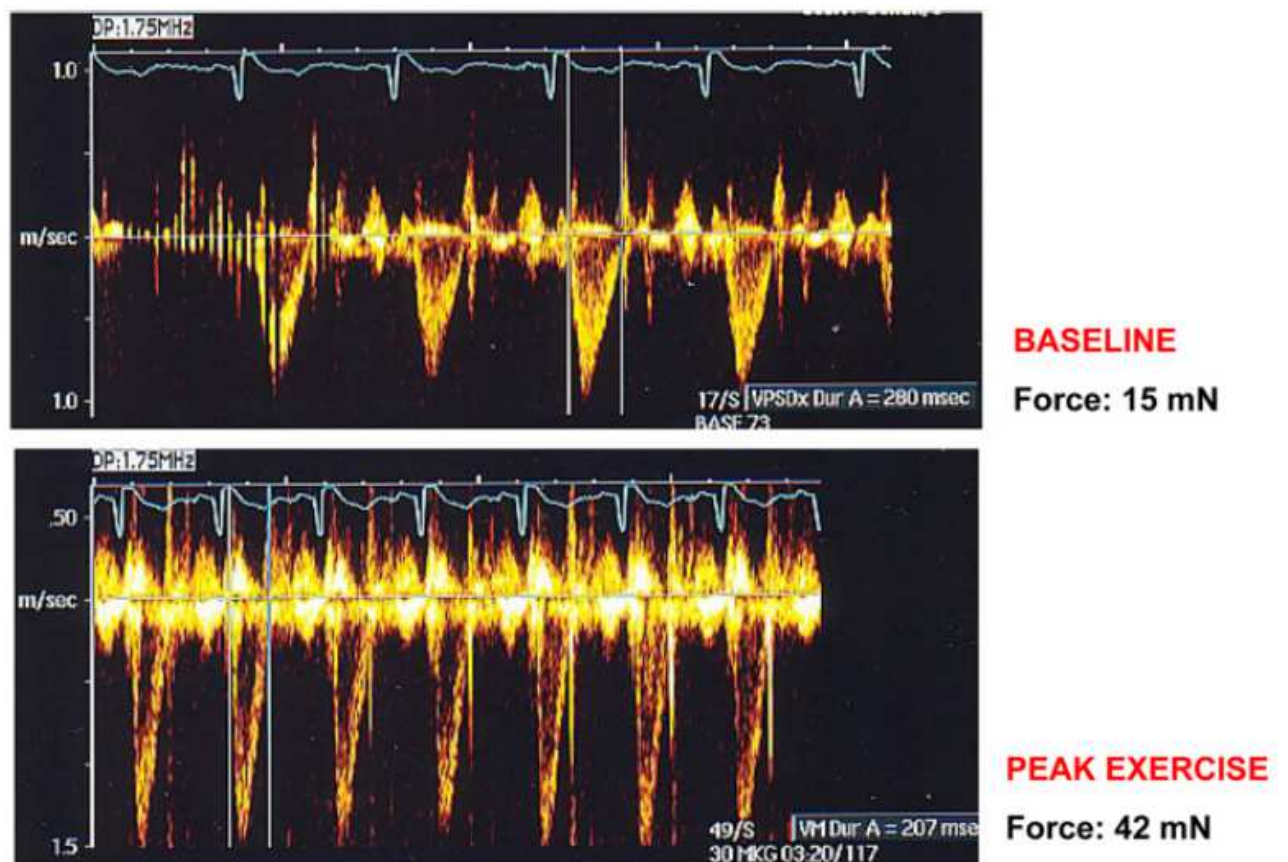 DP:1.75MHz
1.0
m/sec
1.0
17/S VPSDx Dur A = 280 msec
BASE 73
BASELINE
Force: 15 mN
DP:1.75MHz
.50
m/sec
1.5
49/S VM Dur A = 207 mse
30 MKG 03-20/117
PEAK EXERCISE
Force: 42 mN